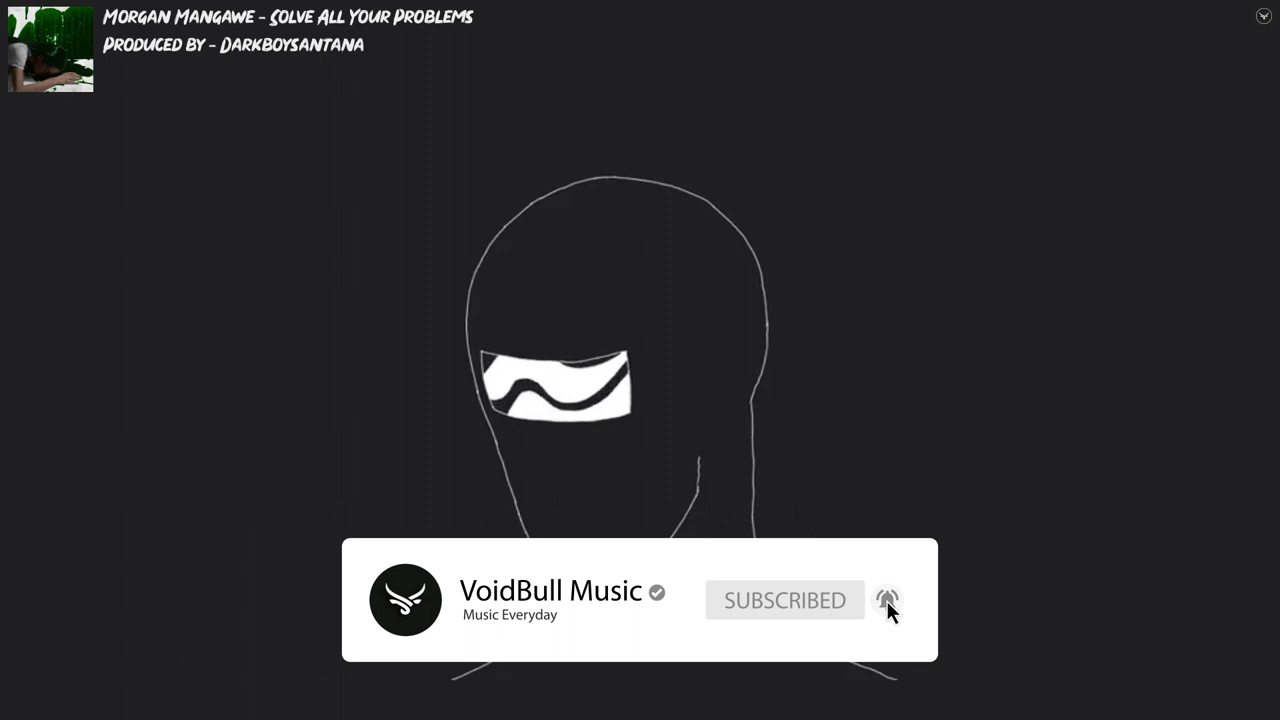 Morgan Mangawe - Solve All Your Problems
Produced by - Darkboysantana
VoidBull Music
Music Everyday
SUBSCRIBED